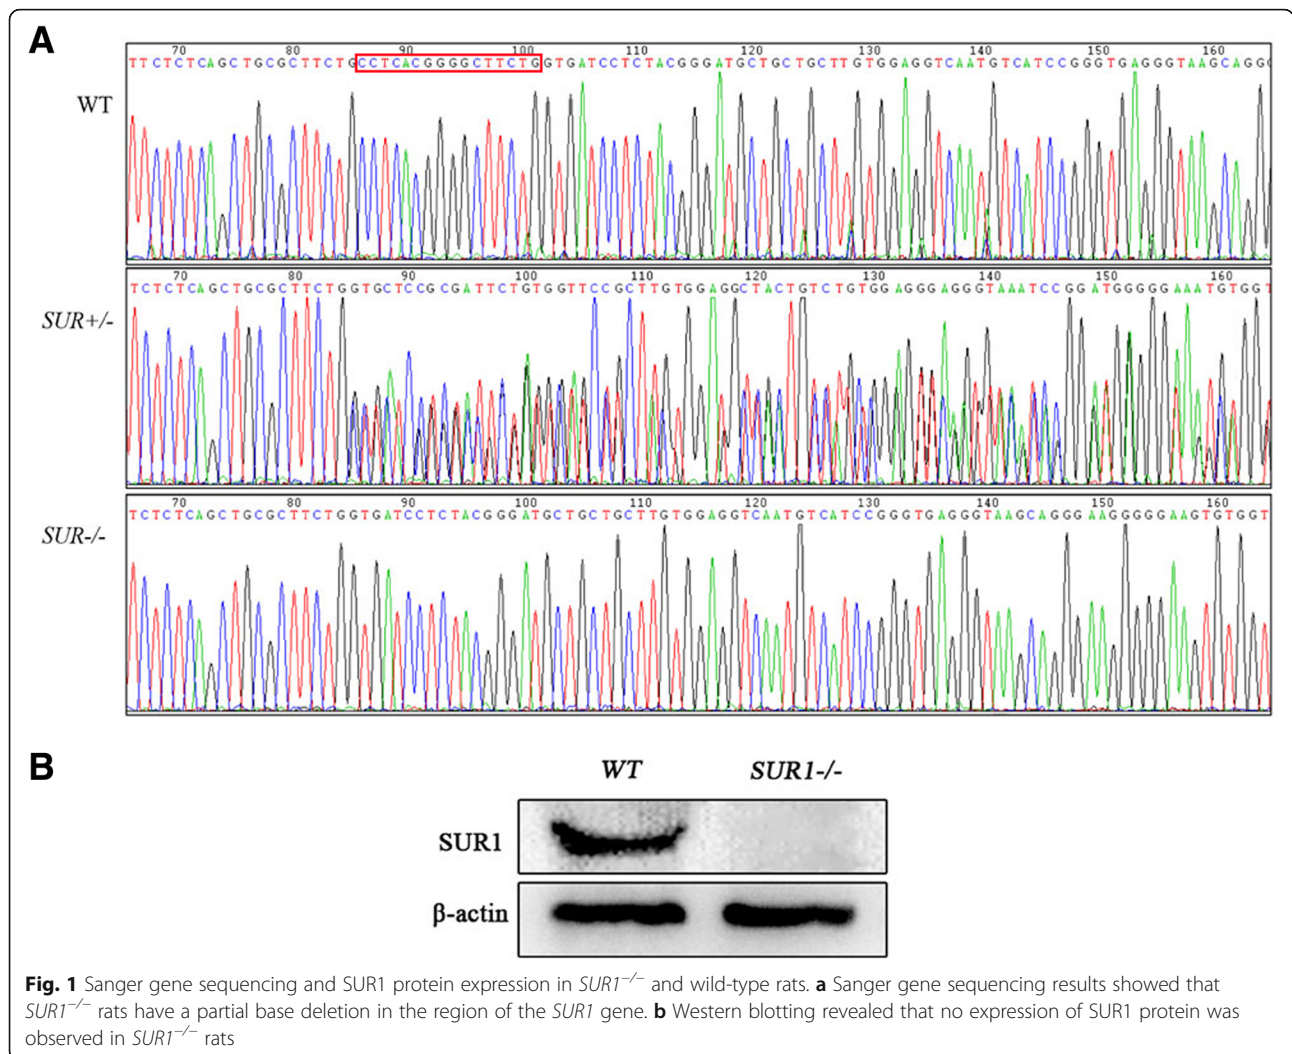 A
70 80 90 100 110 120 130 140 150 160
TTCTCTCAGCTGCGCTTCTGCCTCACGGGGCTTCTGGTGATCCTCTACGGGATGCTGCTGCTTGTGGAGGTCAATGTCATCCGGGTGAGGGTAAGCAGGG
WT
70 80 90 100 110 120 130 140 150 160
TCTCTCAGCTGCGCTTCTGGTGCTCCGCGATTCTGTGGTTCCGCTTGTGGAGGCTACTGTCTGTGGAGGGAGGGTAAATCCGGATGGGGGAAATGTGGT
SUR+/-
70 80 90 100 110 120 130 140 150 160
TCTCTCAGCTGCGCTTCTGGTGATCCTCTACGGGATGCTGCTGCTTGTGGAGGTCAATGTCATCCGGGTGAGGGTAAGCAGGGAAGGGGGAAGTGTGGT
SUR-/-
B
WT SUR1-/-
SUR1
β-actin
Fig. 1 Sanger gene sequencing and SUR1 protein expression in SUR1−/− and wild-type rats. a Sanger gene sequencing results showed that
SUR1−/− rats have a partial base deletion in the region of the SUR1 gene. b Western blotting revealed that no expression of SUR1 protein was
observed in SUR1−/− rats